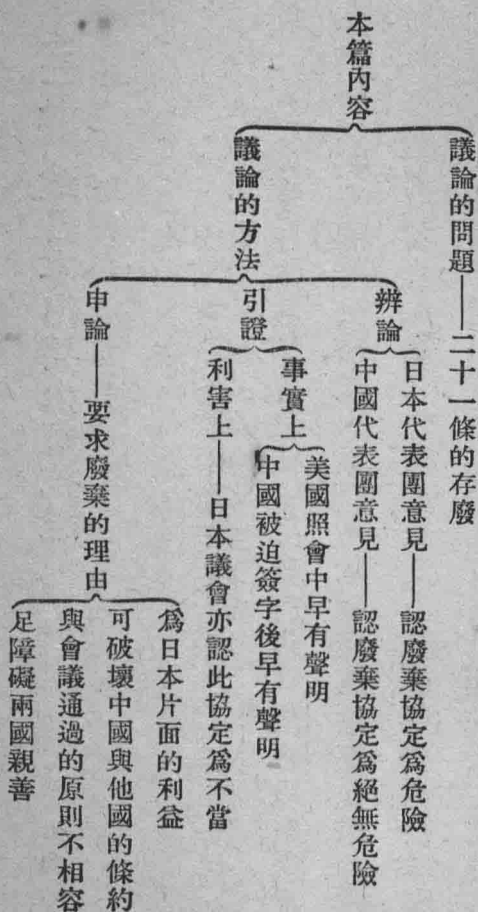 本篇內容
議論的問題——二十一條的存廢
議論的方法
辨論
日本代表團意見——認廢棄協定爲危險
中國代表團意見——認廢棄協定爲絕無危險
引證
事實上
美國照會中早有聲明
中國被迫簽字後早有聲明
利害上——日本議會亦認此協定爲不當
申論——要求廢棄的理由
爲日本片面的利益
可破壞中國與他國的條約
與會議通過的原則不相容
足障礙兩國親善